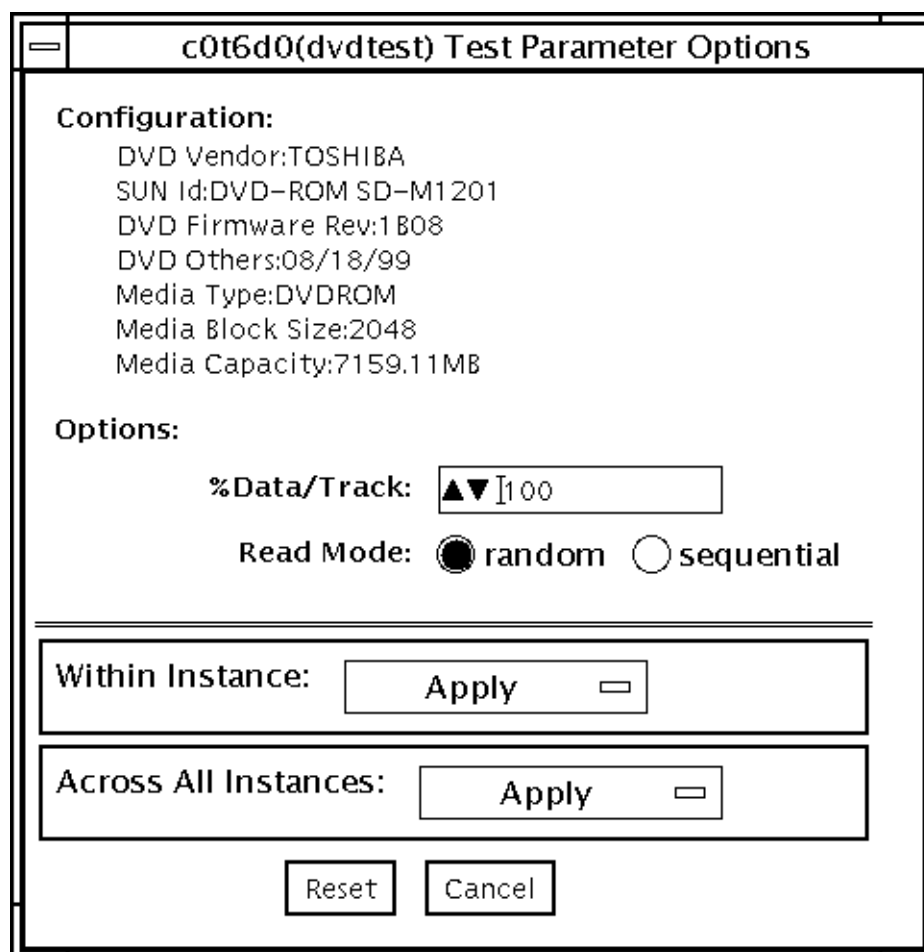 c0t6d0(dvdtest) Test Parameter Options
Configuration:
DVD Vendor:TOSHIBA
SUN Id:DVD-ROM SD-M1201
DVD Firmware Rev:1B08
DVD Others:08/18/99
Media Type:DVDROM
Media Block Size:2048
Media Capacity:7159.11MB
Options:
%Data/Track: 100
Read Mode: random sequential
Within Instance: Apply
Across All Instances: Apply
Reset Cancel